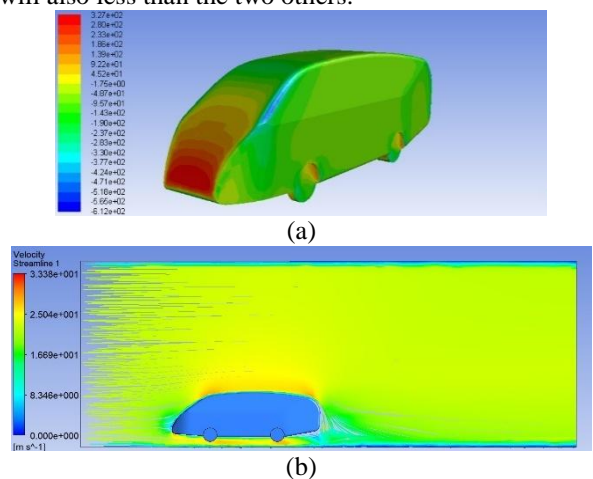 will also less than the two others.
3.27e+02
2.80e+02
2.33e+02
1.86e+02
1.39e+02
9.22e+01
4.52e+01
-1.75e+00
-4.87e+01
-9.57e+01
-1.43e+02
-1.90e+02
-2.37e+02
-2.83e+02
-3.30e+02
-3.77e+02
-4.24e+02
-4.71e+02
-5.18e+02
-5.65e+02
-6.12e+02
(a)
Velocity
Streamline 1
3.338e+001
2.504e+001
1.669e+001
8.346e+000
0.000e+000
[m s^-1]
(b)